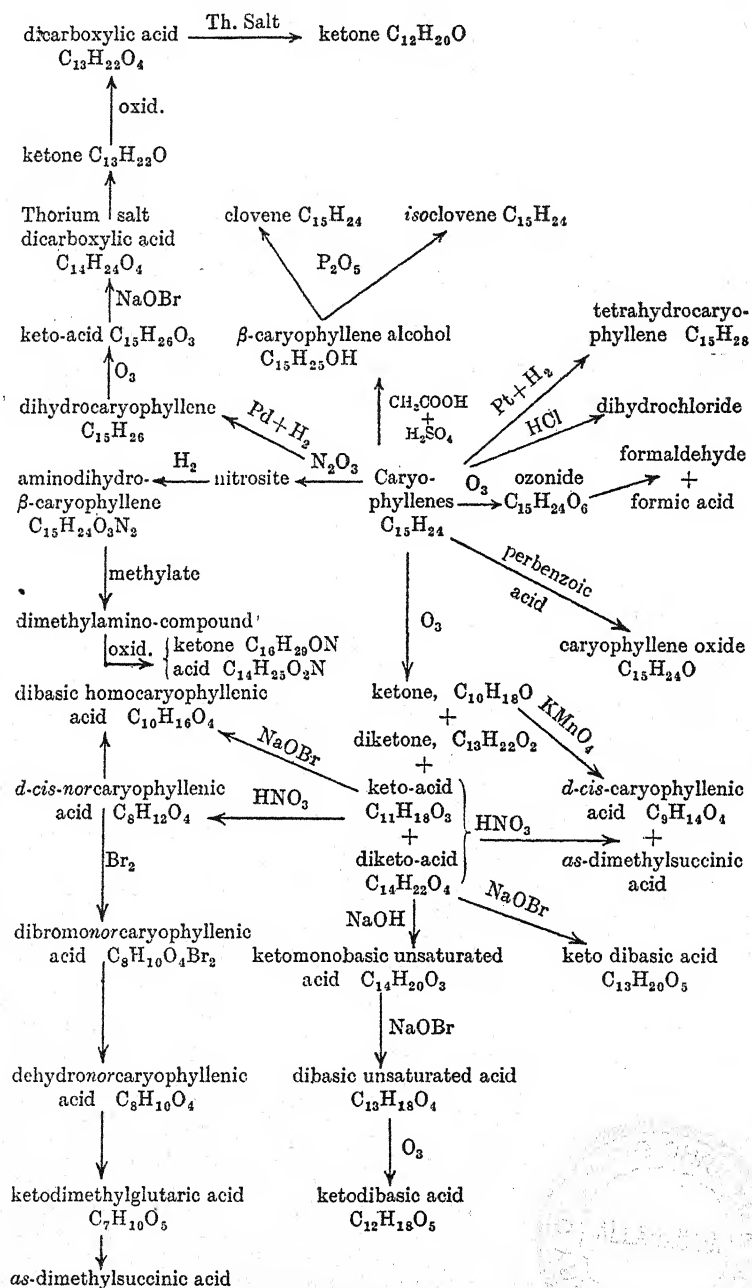 dicarboxylic acid Th. Salt ketone C₁₂H₂₀O
C₁₃H₂₂O₄
oxid.
ketone C₁₃H₂₂O
Thorium salt
dicarboxylic acid
C₁₄H₂₄O₄
NaOBr
keto-acid C₁₅H₂₆O₃
O₃
dihydrocaryophyllene
C₁₅H₂₆
clovene C₁₅H₂₄ isoclovene C₁₅H₂₄
P₂O₅
β-caryophyllene alcohol
C₁₅H₂₅OH
CH₃COOH
+
H₂SO₄
tetrahydrocaryo-
phyllene C₁₅H₂₈
Pt+H₂
HCl
dihydrochloride
Pd+H₂
N₂O₃
aminodihydro- H₂ nitrosite
β-caryophyllene
C₁₅H₂₄O₃N₂
Caryo-
phyllenes
C₁₅H₂₄
O₃
ozonide
C₁₅H₂₄O₆
formaldehyde
+
formic acid
perbenzoic
acid
caryophyllene oxide
C₁₅H₂₄O
methylate
dimethylamino-compound
oxid. ketone C₁₆H₂₉ON
acid C₁₄H₂₅O₂N
O₃
ketone, C₁₀H₁₈O
+
diketone, C₁₃H₂₂O₂
+
keto-acid
C₁₁H₁₈O₃
+
diketo-acid
C₁₄H₂₂O₄
dibasic homocaryophyllenic
acid C₁₀H₁₆O₄
NaOBr
KMnO₄
d-cis-norcaryophyllenic
acid C₈H₁₂O₄
HNO₃
HNO₃
d-cis-caryophyllenic
acid C₉H₁₄O₄
+
as-dimethylsuccinic
acid
Br₂
NaOH
NaOBr
dibromonorcaryophyllenic
acid C₈H₁₀O₄Br₂
ketomonobasic unsaturated
acid C₁₄H₂₀O₃
keto dibasic acid
C₁₃H₂₀O₅
NaOBr
dehydronorcaryophyllenic
acid C₈H₁₀O₄
dibasic unsaturated acid
C₁₃H₁₈O₄
O₃
ketodimethylglutaric acid
C₇H₁₀O₅
ketodibasic acid
C₁₂H₁₈O₅
as-dimethylsuccinic acid